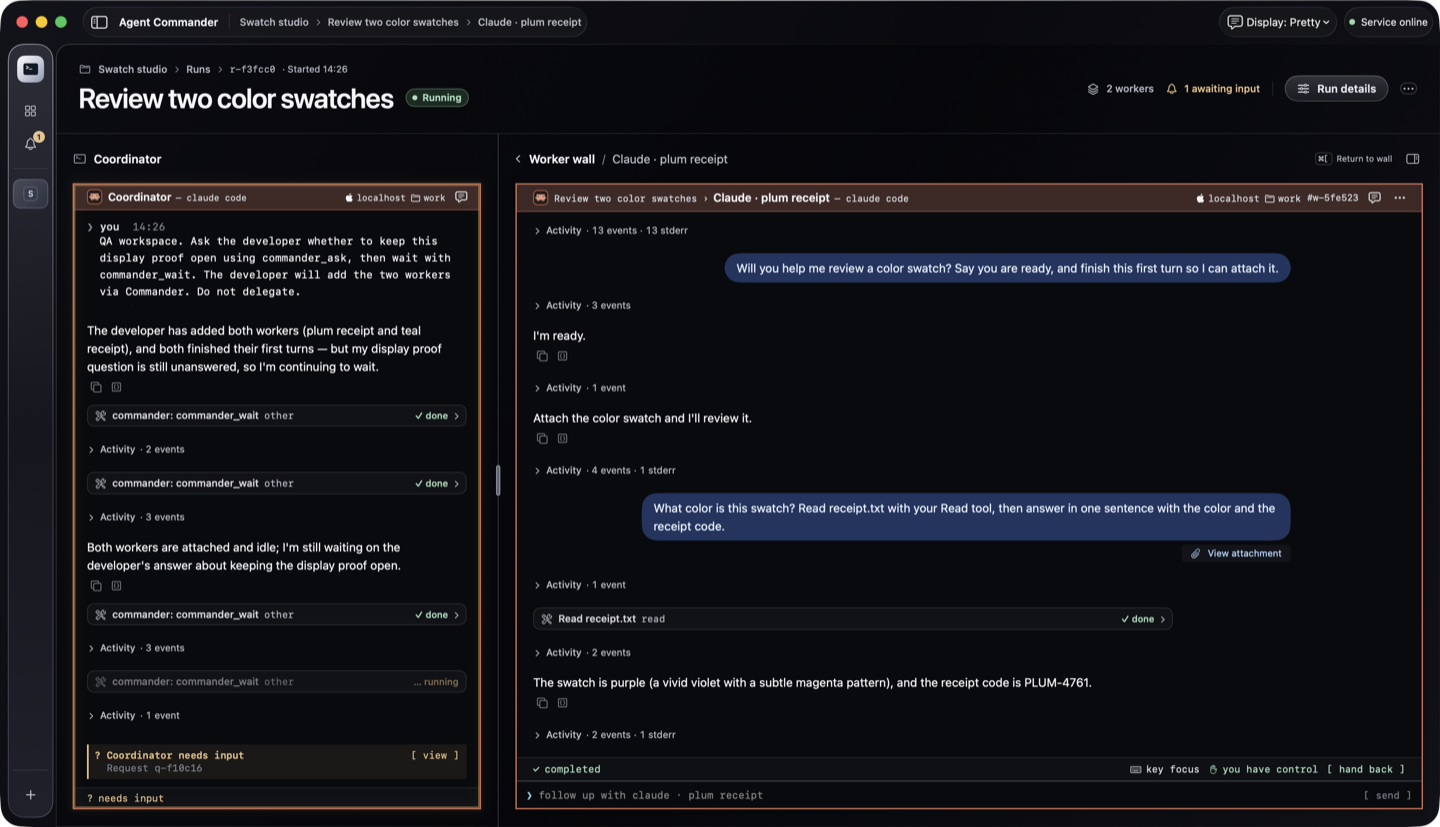 Agent Commander
Swatch studio › Review two color swatches › Claude · plum receipt
Display: Pretty
Service online
1
S
Swatch studio › Runs › r-f3fcc0 · Started 14:26
Review two color swatches
Running
2 workers
1 awaiting input
Run details
Coordinator
Coordinator — claude code
localhost work
❯ you 14:26
QA workspace. Ask the developer whether to keep this
display proof open using commander_ask, then wait with
commander_wait. The developer will add the two workers
via Commander. Do not delegate.
The developer has added both workers (plum receipt and teal
receipt), and both finished their first turns — but my display proof
question is still unanswered, so I'm continuing to wait.
commander: commander_wait other ✓ done ›
› Activity · 2 events
commander: commander_wait other ✓ done ›
› Activity · 3 events
Both workers are attached and idle; I'm still waiting on the
developer's answer about keeping the display proof open.
commander: commander_wait other ✓ done ›
› Activity · 3 events
commander: commander_wait other … running
› Activity · 1 event
? Coordinator needs input [ view ]
Request q-f10c16
? needs input
‹ Worker wall / Claude · plum receipt
⌘[ Return to wall
Review two color swatches › Claude · plum receipt — claude code
localhost work #w-5fe523
› Activity · 13 events · 13 stderr
Will you help me review a color swatch? Say you are ready, and finish this first turn so I can attach it.
› Activity · 3 events
I'm ready.
› Activity · 1 event
Attach the color swatch and I'll review it.
› Activity · 4 events · 1 stderr
What color is this swatch? Read receipt.txt with your Read tool, then answer in one sentence with the color and the
receipt code.
View attachment
› Activity · 1 event
Read receipt.txt read ✓ done ›
› Activity · 2 events
The swatch is purple (a vivid violet with a subtle magenta pattern), and the receipt code is PLUM-4761.
› Activity · 2 events · 1 stderr
✓ completed
key focus you have control [ hand back ]
❯ follow up with claude · plum receipt
[ send ]